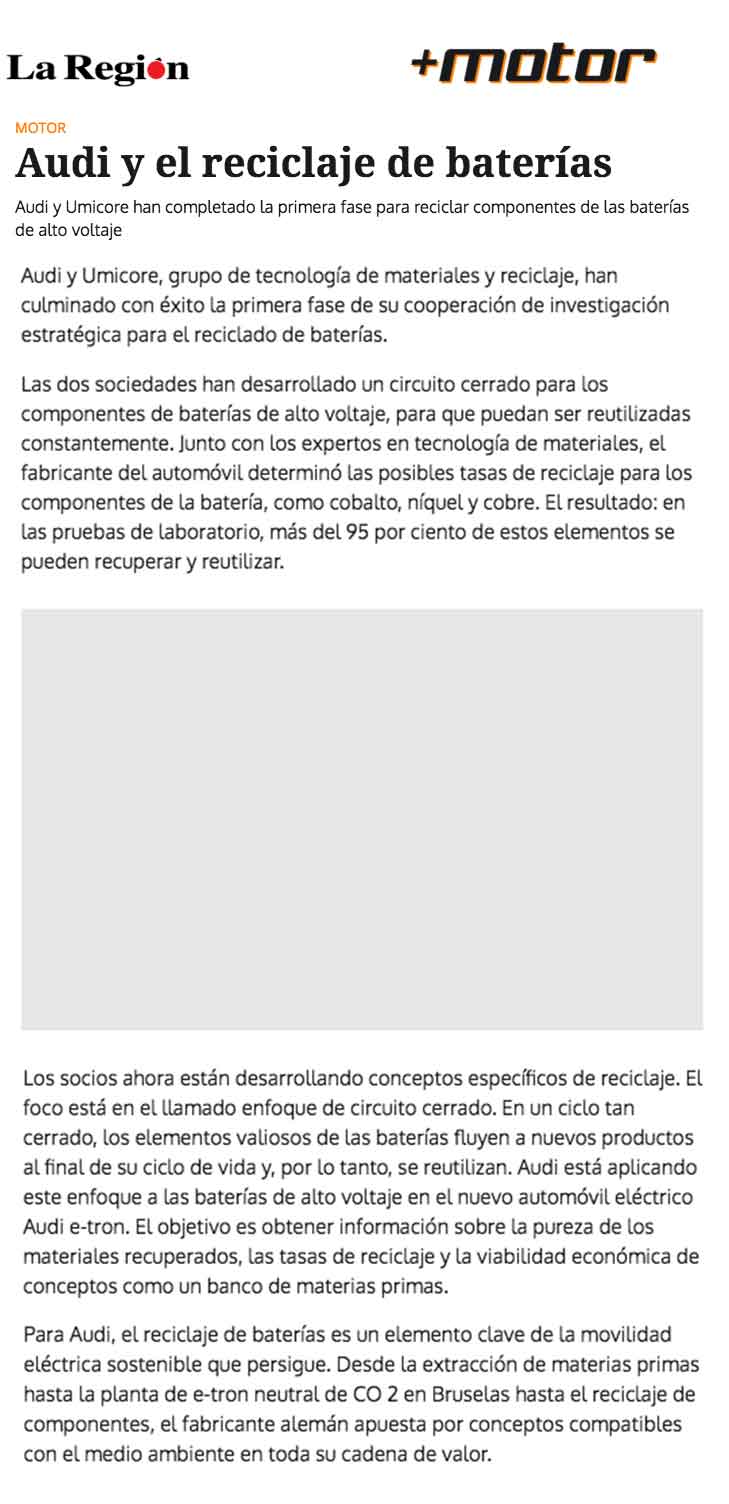 La Región
+motor
MOTOR
Audi y el reciclaje de baterías
Audi y Umicore han completado la primera fase para reciclar componentes de las baterías
de alto voltaje
Audi y Umicore, grupo de tecnología de materiales y reciclaje, han
culminado con éxito la primera fase de su cooperación de investigación
estratégica para el reciclado de baterías.
Las dos sociedades han desarrollado un circuito cerrado para los
componentes de baterías de alto voltaje, para que puedan ser reutilizadas
constantemente. Junto con los expertos en tecnología de materiales, el
fabricante del automóvil determinó las posibles tasas de reciclaje para los
componentes de la batería, como cobalto, níquel y cobre. El resultado: en
las pruebas de laboratorio, más del 95 por ciento de estos elementos se
pueden recuperar y reutilizar.
Los socios ahora están desarrollando conceptos específicos de reciclaje. El
foco está en el llamado enfoque de circuito cerrado. En un ciclo tan
cerrado, los elementos valiosos de las baterías fluyen a nuevos productos
al final de su ciclo de vida y, por lo tanto, se reutilizan. Audi está aplicando
este enfoque a las baterías de alto voltaje en el nuevo automóvil eléctrico
Audi e-tron. El objetivo es obtener información sobre la pureza de los
materiales recuperados, las tasas de reciclaje y la viabilidad económica de
conceptos como un banco de materias primas.
Para Audi, el reciclaje de baterías es un elemento clave de la movilidad
eléctrica sostenible que persigue. Desde la extracción de materias primas
hasta la planta de e-tron neutral de CO 2 en Bruselas hasta el reciclaje de
componentes, el fabricante alemán apuesta por conceptos compatibles
con el medio ambiente en toda su cadena de valor.